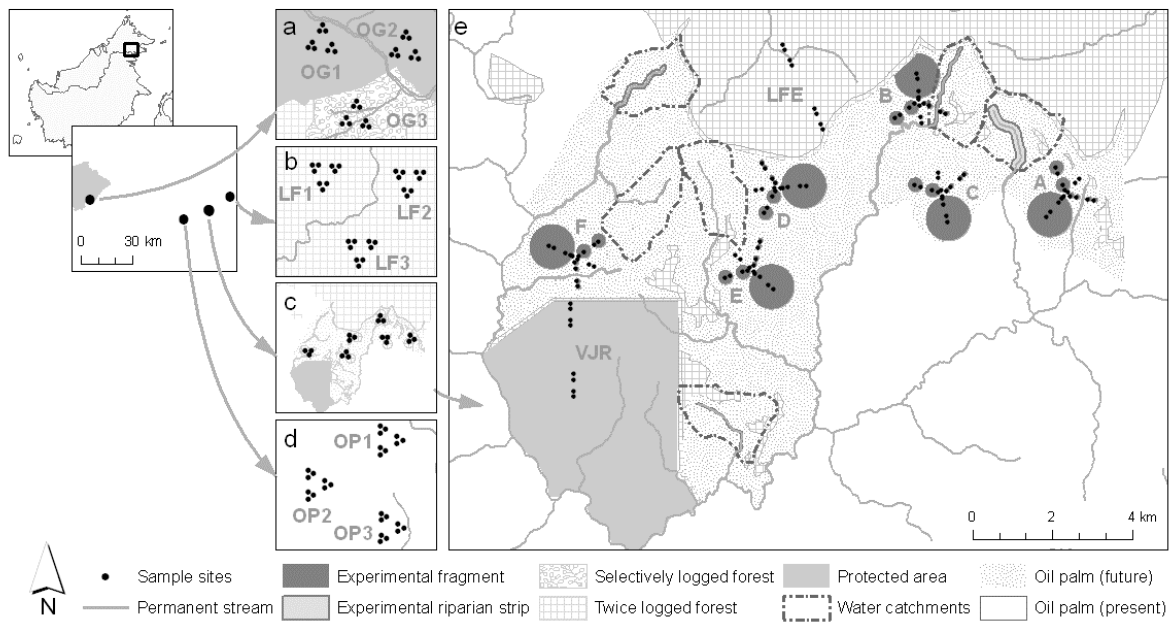 a
OG2
OG1
OG3
b
LF1
LF2
LF3
c
d
OP1
OP2
OP3
0 30 km
e
LFE
B
A
C
D
F
E
VJR
0 2 4 km
N
Sample sites
Permanent stream
Experimental fragment
Experimental riparian strip
Selectively logged forest
Twice logged forest
Protected area
Water catchments
Oil palm (future)
Oil palm (present)